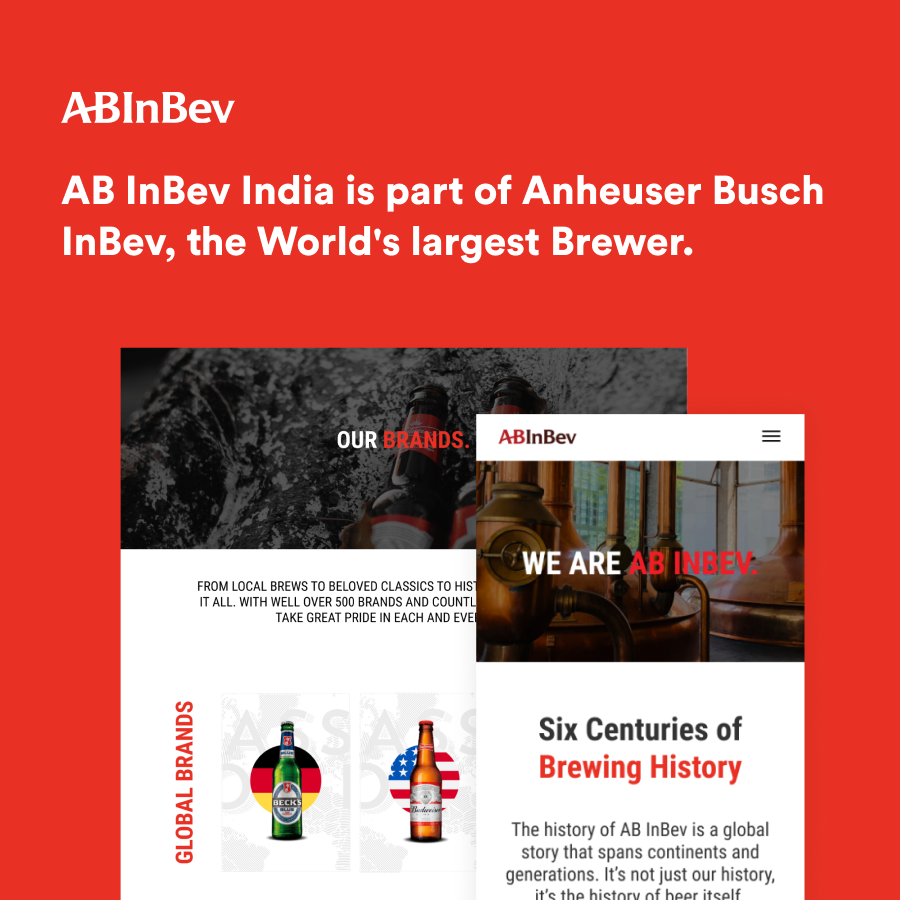 ABInBev
AB InBev India is part of Anheuser Busch
InBev, the World's largest Brewer.
OUR BRANDS.
FROM LOCAL BREWS TO BELOVED CLASSICS TO HIST
IT ALL. WITH WELL OVER 500 BRANDS AND COUNTL
TAKE GREAT PRIDE IN EACH AND EVE
GLOBAL BRANDS
BECK'S
Budweiser
ABInBev
WE ARE AB INBEV.
Six Centuries of
Brewing History
The history of AB InBev is a global
story that spans continents and
generations. It's not just our history,
it's the history of beer itself